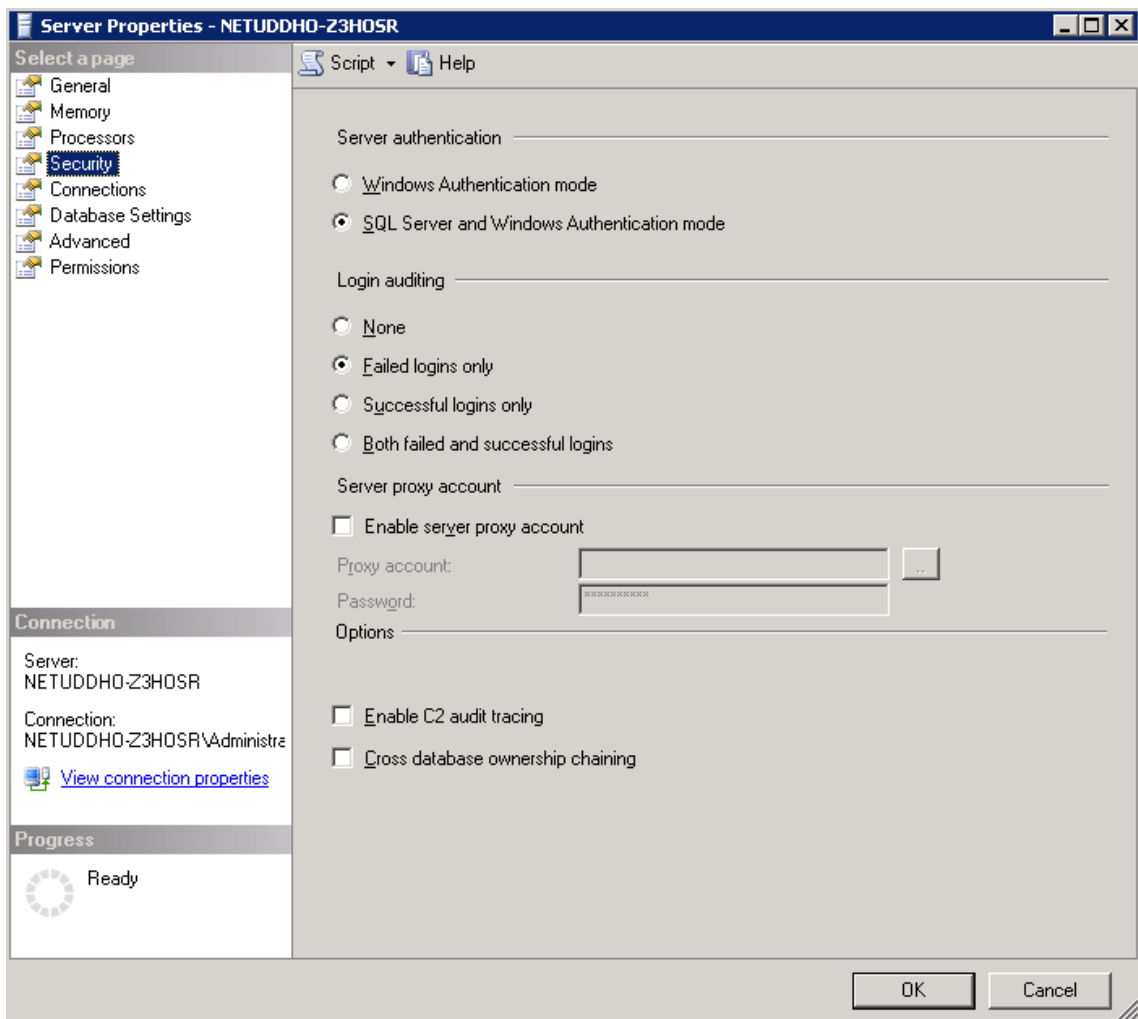 Server Properties - NETUDDHO-Z3HOSR
Select a page
General
Memory
Processors
Security
Connections
Database Settings
Advanced
Permissions
Script Help
Server authentication
Windows Authentication mode
SQL Server and Windows Authentication mode
Login auditing
None
Failed logins only
Successful logins only
Both failed and successful logins
Server proxy account
Enable server proxy account
Proxy account:
..
Password:
**********
Options
Enable C2 audit tracing
Cross database ownership chaining
Connection
Server:
NETUDDHO-Z3HOSR
Connection:
NETUDDHO-Z3HOSR\Administra
View connection properties
Progress
Ready
OK Cancel